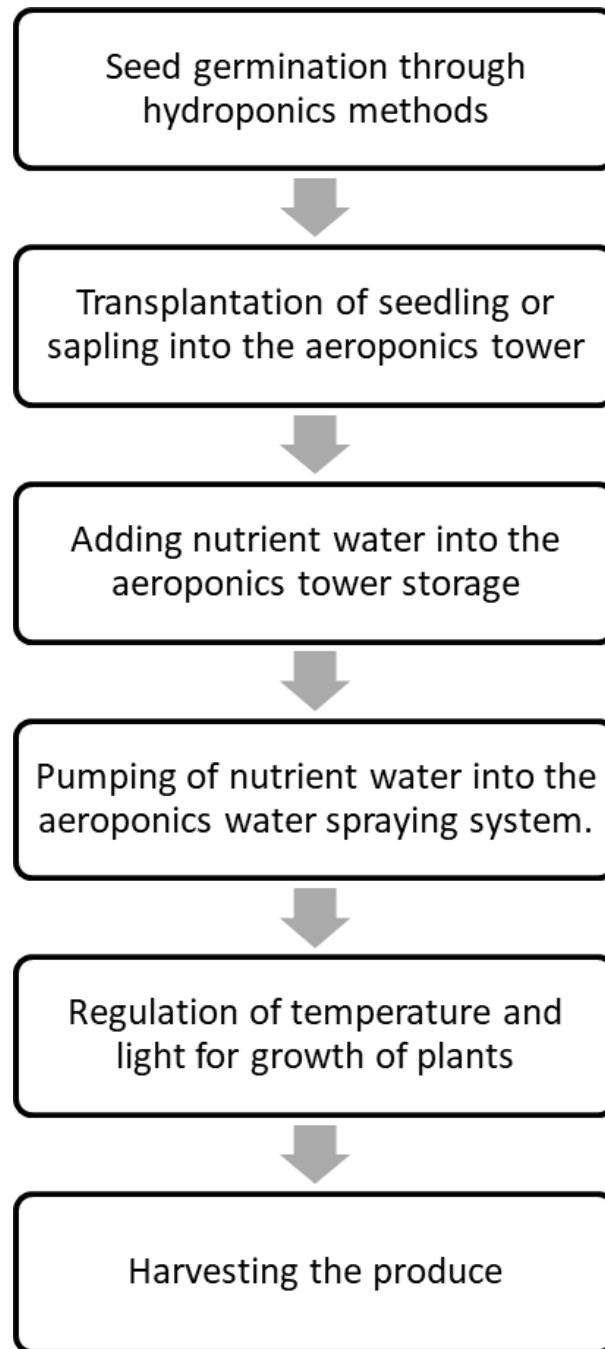 Seed germination through
hydroponics methods
Transplantation of seedling or
sapling into the aeroponics tower
Adding nutrient water into the
aeroponics tower storage
Pumping of nutrient water into the
aeroponics water spraying system.
Regulation of temperature and
light for growth of plants
Harvesting the produce